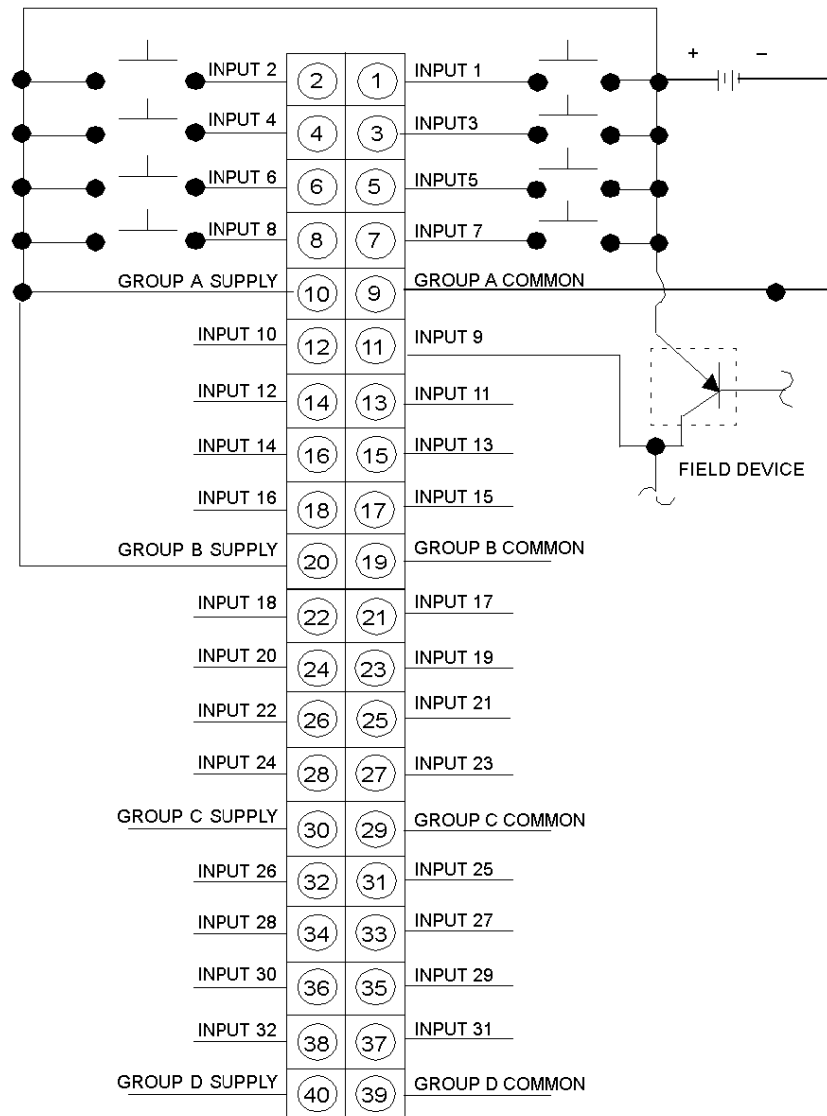 + −
INPUT 2 2 1 INPUT 1
INPUT 4 4 3 INPUT3
INPUT 6 6 5 INPUT5
INPUT 8 8 7 INPUT 7
GROUP A SUPPLY 10 9 GROUP A COMMON
INPUT 10 12 11 INPUT 9
INPUT 12 14 13 INPUT 11
INPUT 14 16 15 INPUT 13
FIELD DEVICE
INPUT 16 18 17 INPUT 15
GROUP B SUPPLY 20 19 GROUP B COMMON
INPUT 18 22 21 INPUT 17
INPUT 20 24 23 INPUT 19
INPUT 22 26 25 INPUT 21
INPUT 24 28 27 INPUT 23
GROUP C SUPPLY 30 29 GROUP C COMMON
INPUT 26 32 31 INPUT 25
INPUT 28 34 33 INPUT 27
INPUT 30 36 35 INPUT 29
INPUT 32 38 37 INPUT 31
GROUP D SUPPLY 40 39 GROUP D COMMON